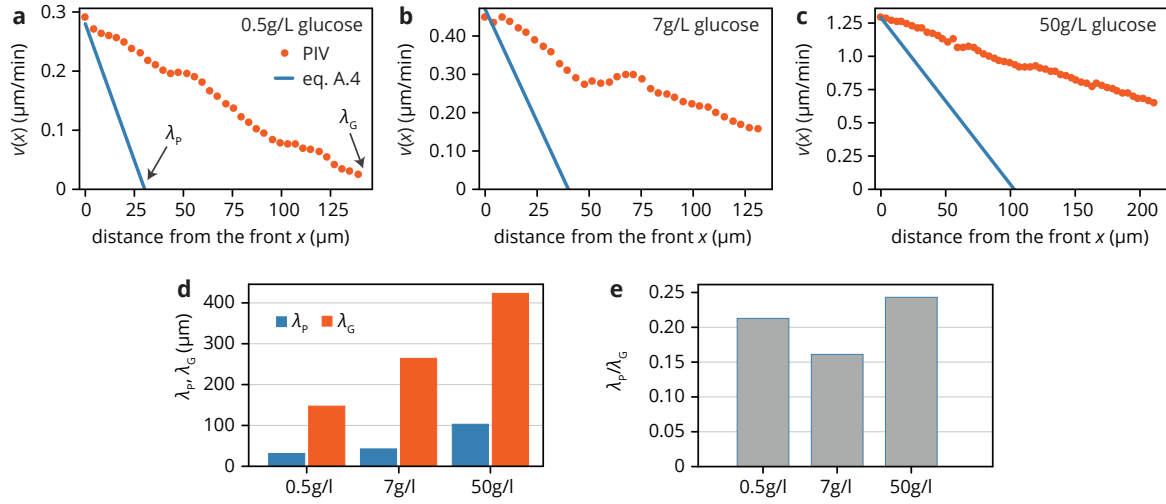 a
0.5g/L glucose
PIV
eq. A.4
λP
λG
v(x) (µm/min)
0.3
0.2
0.1
0
0 25 50 75 100 125
distance from the front x (µm)
b
7g/L glucose
v(x) (µm/min)
0.40
0.20
0
0 25 50 75 100 125
distance from the front x (µm)
c
50g/L glucose
v(x) (µm/min)
1.25
1.0
0.75
0.50
0.25
0
0 50 100 150 200
distance from the front x (µm)
d
λP λG
λP, λG (µm)
400
300
200
100
0
0.5g/l 7g/l 50g/l
e
λP/λG
0.25
0.20
0.15
0.10
0.05
0
0.5g/l 7g/l 50g/l